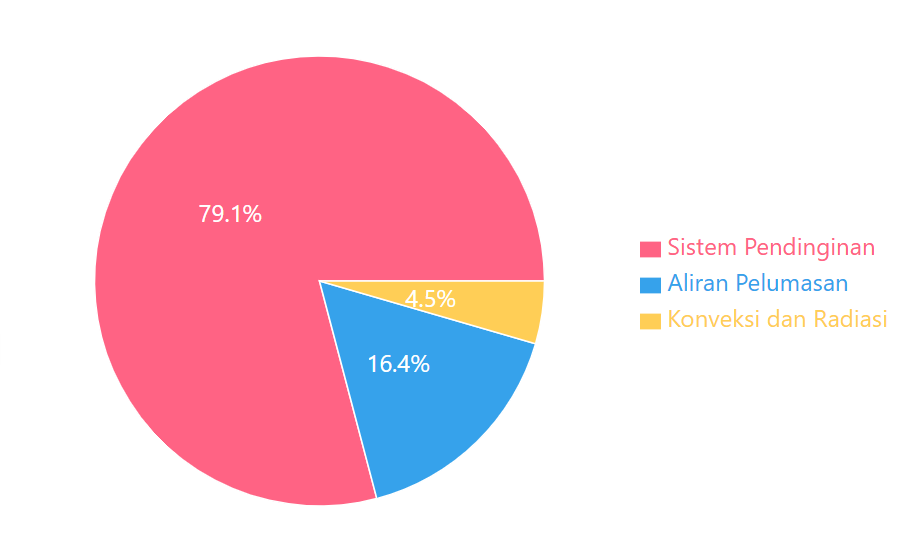 79.1%
4.5%
16.4%
Sistem Pendinginan
Aliran Pelumasan
Konveksi dan Radiasi